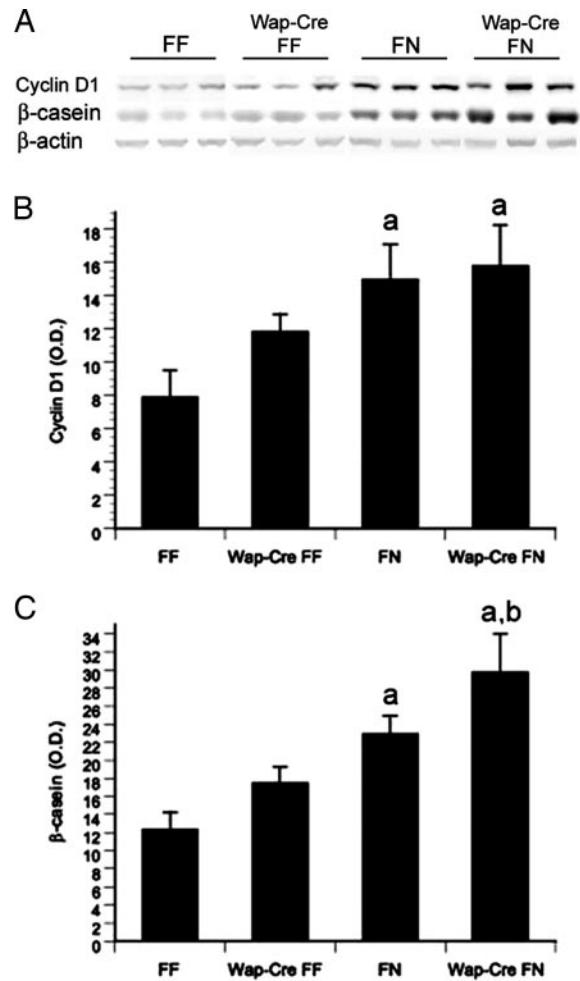 A
FF
Wap-Cre
FF
FN
Wap-Cre
FN
Cyclin D1
β-casein
β-actin
B
Cyclin D1 (O.D.)
18
16
14
12
10
8
6
4
2
0
a
a
FF
Wap-Cre FF
FN
Wap-Cre FN
C
β-casein (O.D.)
34
30
26
24
22
20
18
16
14
12
10
8
6
4
2
0
a
a,b
FF
Wap-Cre FF
FN
Wap-Cre FN